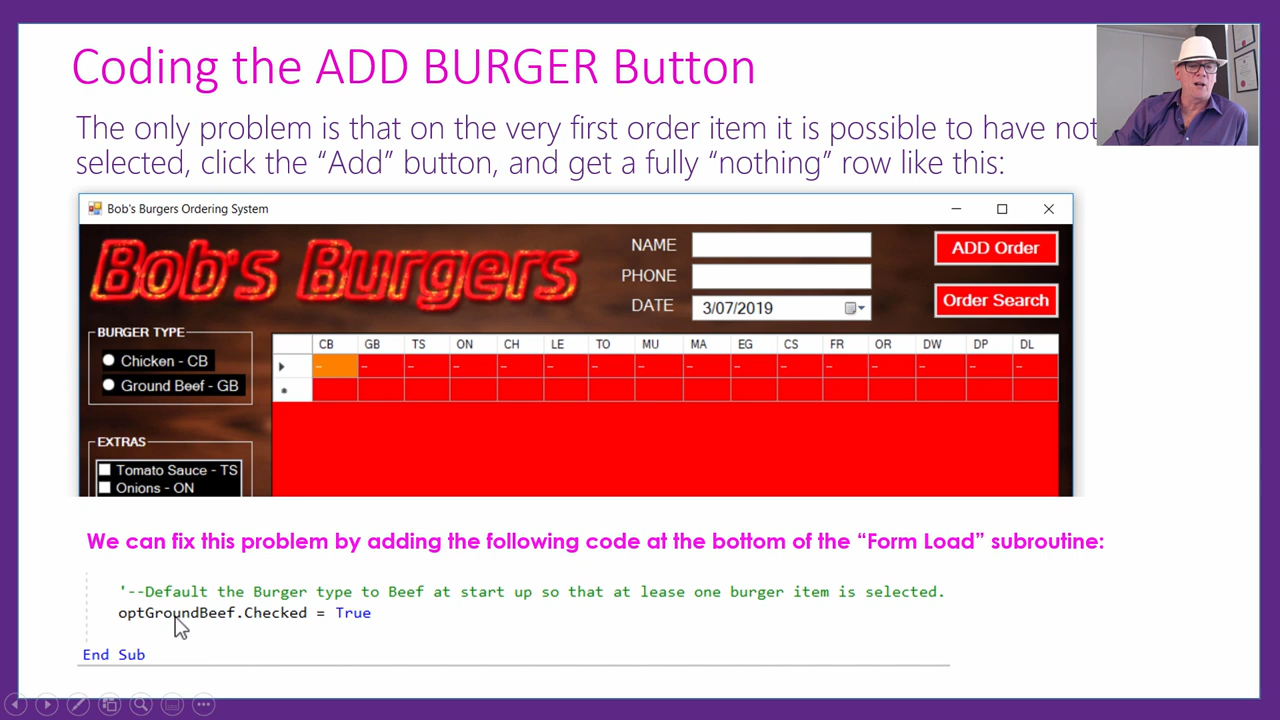 Coding the ADD BURGER Button
The only problem is that on the very first order item it is possible to have not
selected, click the “Add” button, and get a fully “nothing” row like this:
Bob's Burgers Ordering System
Bob's Burgers
NAME
PHONE
DATE 3/07/2019
ADD Order
Order Search
BURGER TYPE
Chicken - CB
Ground Beef - GB
EXTRAS
Tomato Sauce - TS
Onions - ON
CB GB TS ON CH LE TO MU MA EG CS FR OR DW DP DL
-- -- -- -- -- -- -- -- -- -- -- -- -- -- -- --
We can fix this problem by adding the following code at the bottom of the “Form Load” subroutine:
'--Default the Burger type to Beef at start up so that at lease one burger item is selected.
optGroundBeef.Checked = True
End Sub